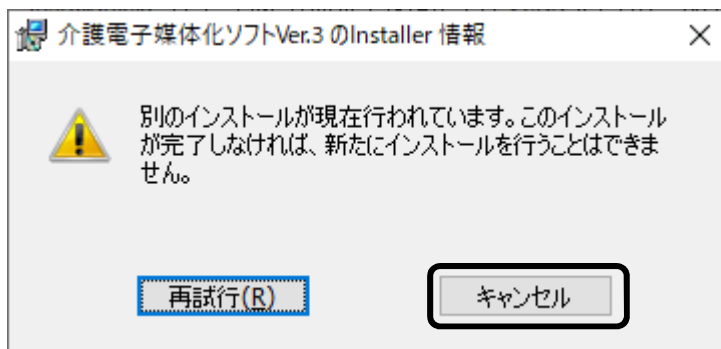 介護電子媒体化ソフトVer.3 のInstaller 情報
別のインストールが現在行われています。このインストール
が完了しなければ、新たにインストールを行うことはできま
せん。
再試行(R)
キャンセル